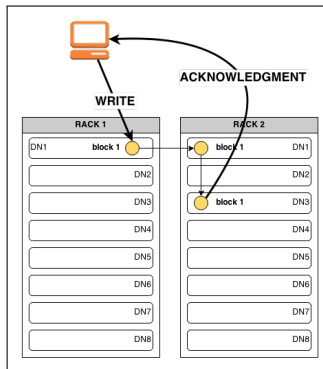 ACKNOWLEDGMENT
WRITE
RACK 1
DN1 block 1
DN2
DN3
DN4
DN5
DN6
DN7
DN8
RACK 2
block 1 DN1
DN2
block 1 DN3
DN4
DN5
DN6
DN7
DN8